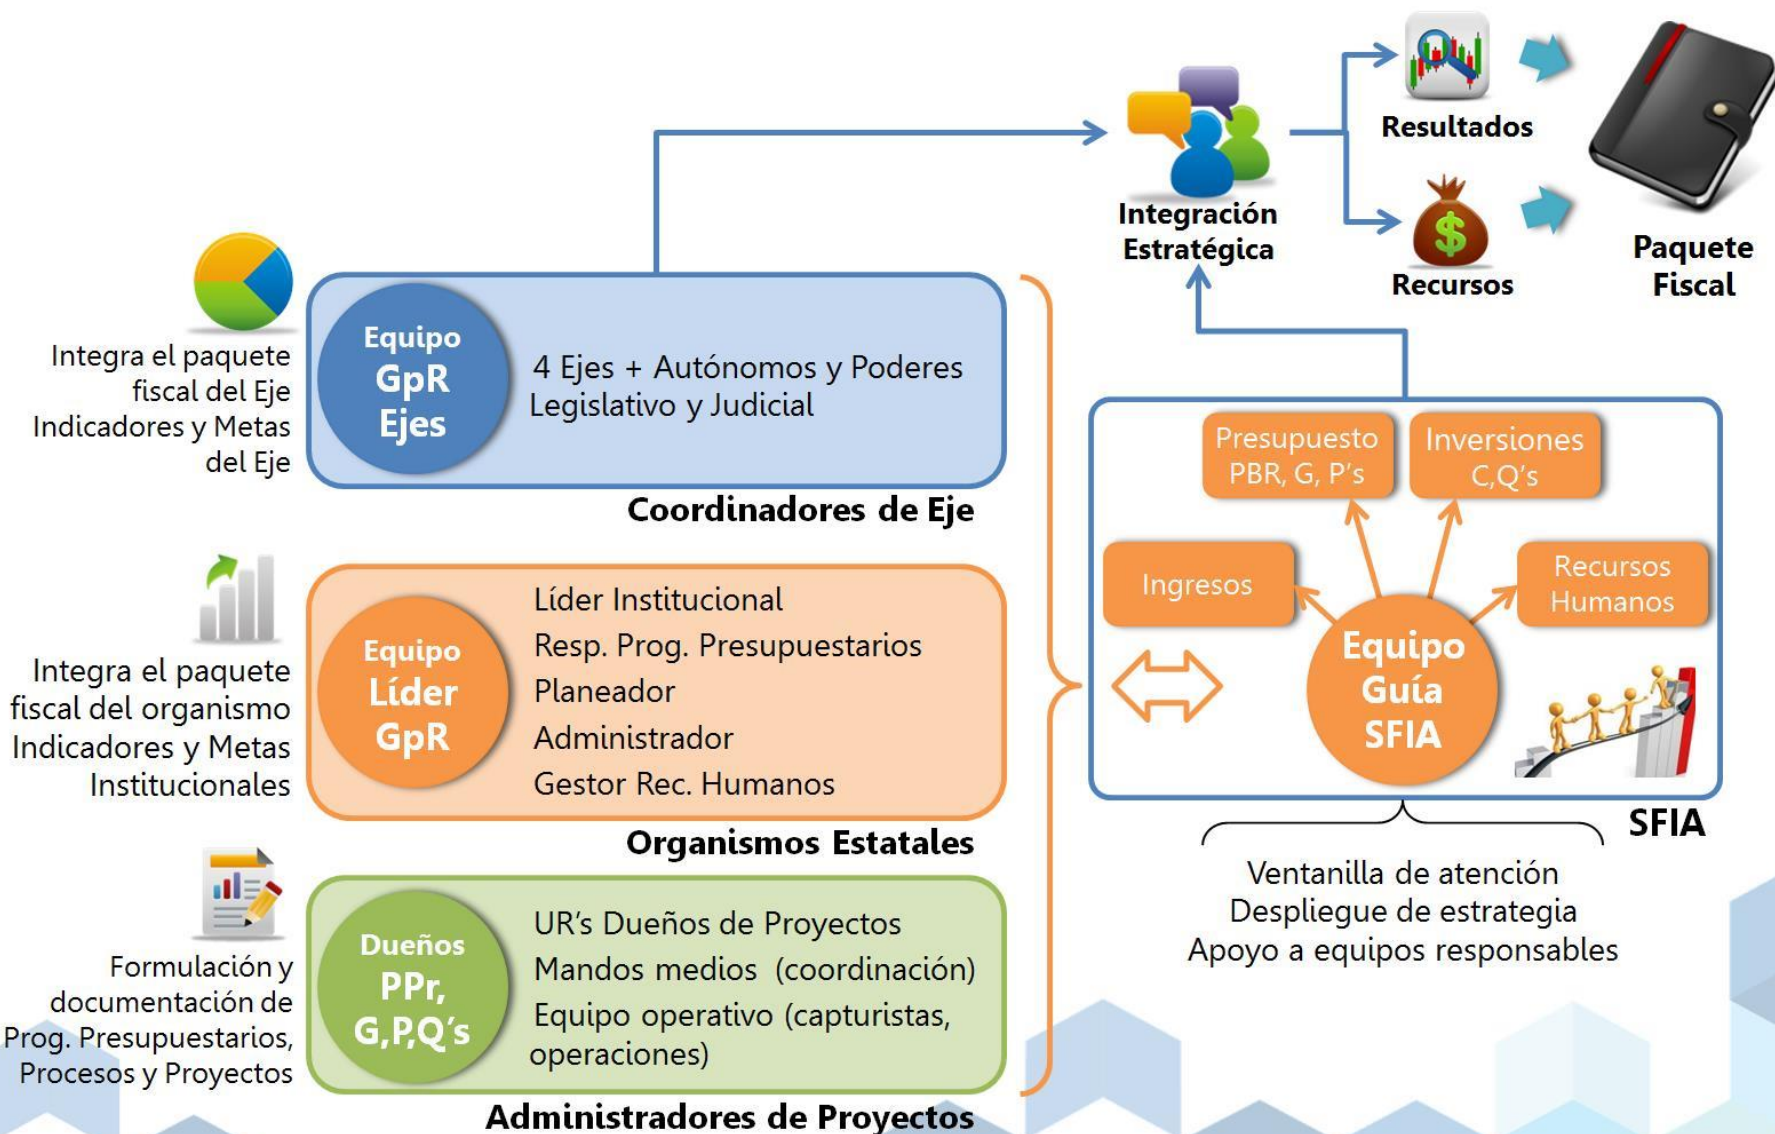 Resultados
Recursos
Paquete
Fiscal
Integración
Estratégica
Integra el paquete
fiscal del Eje
Indicadores y Metas
del Eje
Equipo
GpR
Ejes
4 Ejes + Autónomos y Poderes
Legislativo y Judicial
Coordinadores de Eje
Integra el paquete
fiscal del organismo
Indicadores y Metas
Institucionales
Equipo
Líder
GpR
Líder Institucional
Resp. Prog. Presupuestarios
Planeador
Administrador
Gestor Rec. Humanos
Organismos Estatales
Formulación y
documentación de
Prog. Presupuestarios,
Procesos y Proyectos
Dueños
PPr,
G,P,Q's
UR's Dueños de Proyectos
Mandos medios (coordinación)
Equipo operativo (capturistas,
operaciones)
Administradores de Proyectos
Presupuesto
PBR, G, P's
Inversiones
C,Q's
Ingresos
Recursos
Humanos
Equipo
Guía
SFIA
SFIA
Ventanilla de atención
Despliegue de estrategia
Apoyo a equipos responsables